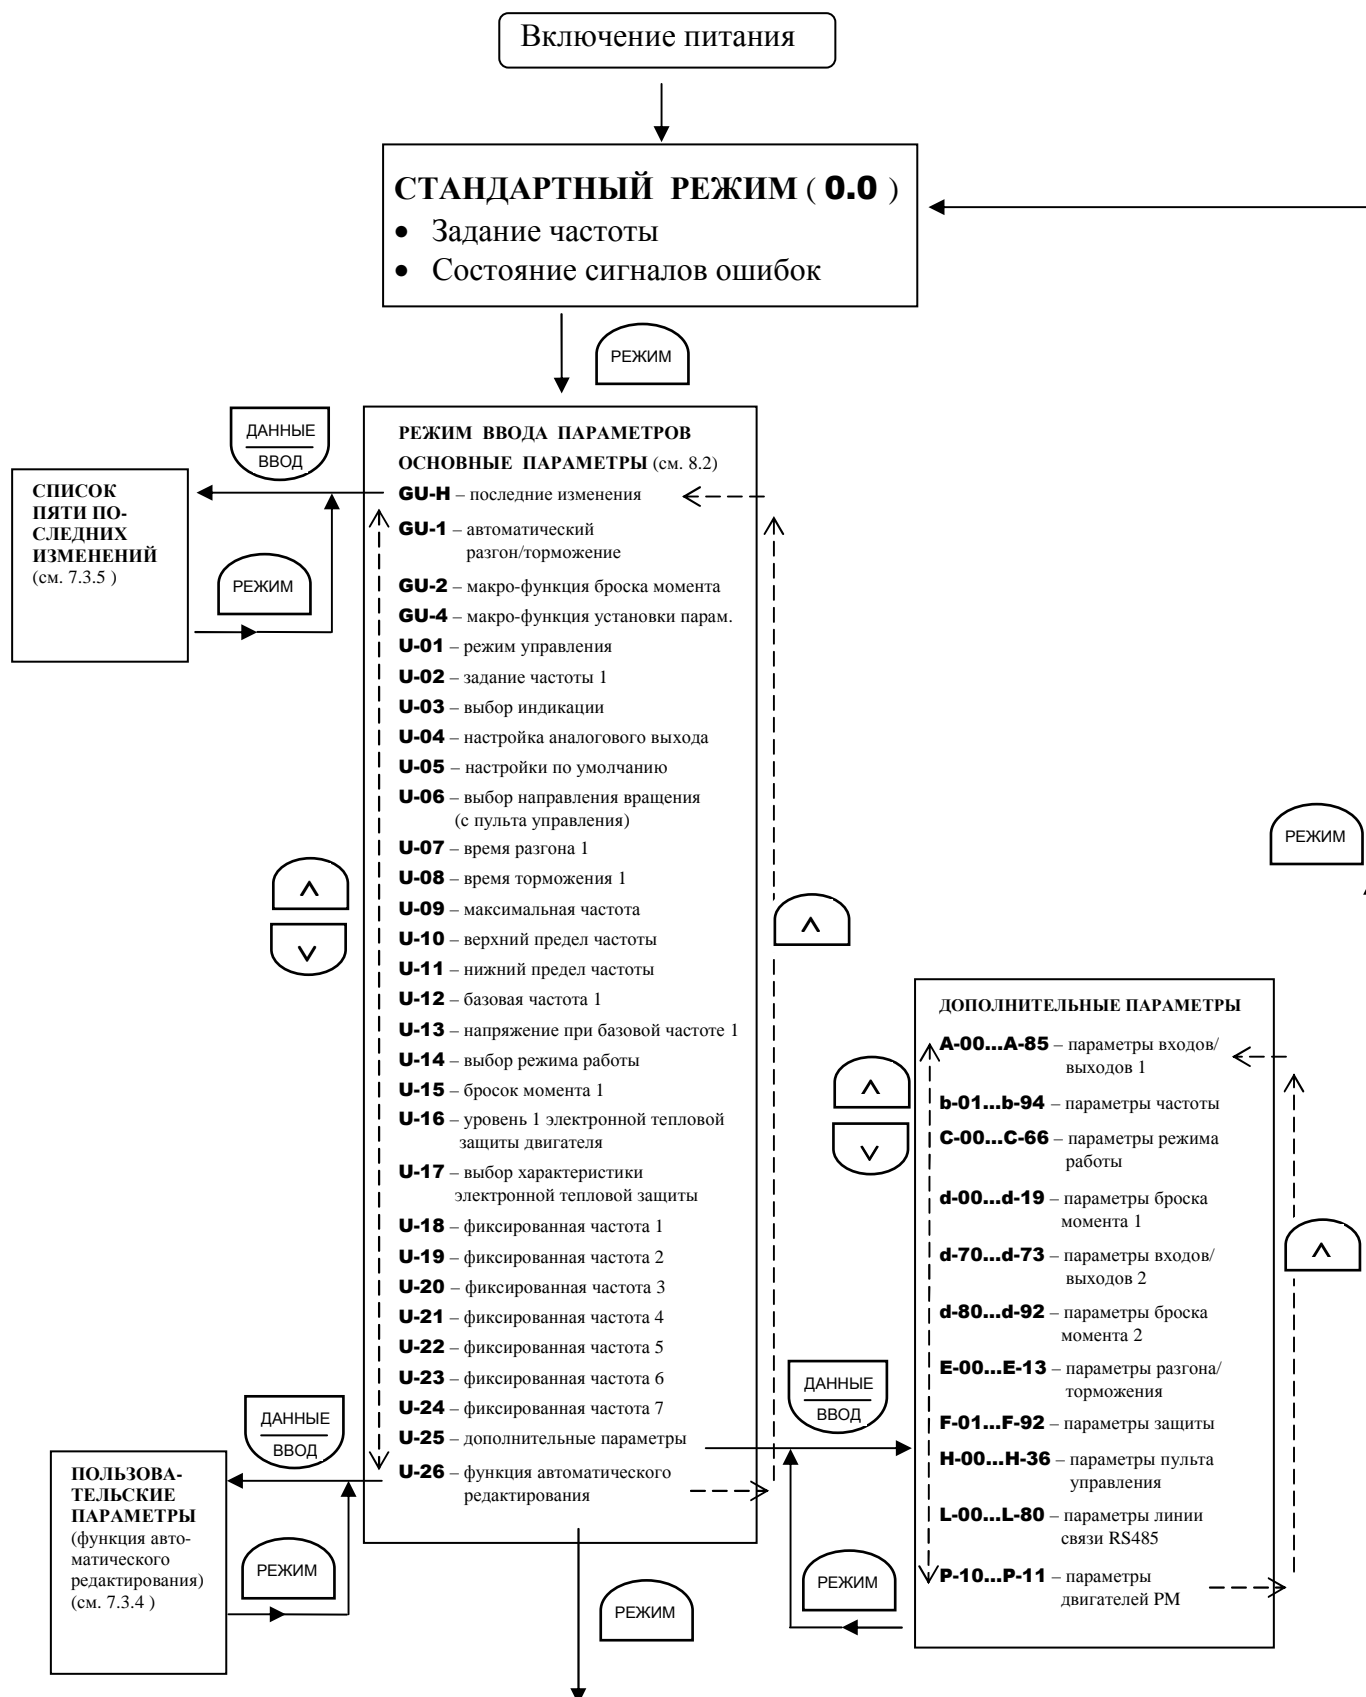 Включение питания
СТАНДАРТНЫЙ РЕЖИМ ( 0.0 )
• Задание частоты
• Состояние сигналов ошибок
РЕЖИМ
ДАННЫЕ
ВВОД
СПИСОК
ПЯТИ ПО-
СЛЕДНИХ
ИЗМЕНЕНИЙ
(см. 7.3.5 )
РЕЖИМ
РЕЖИМ ВВОДА ПАРАМЕТРОВ
ОСНОВНЫЕ ПАРАМЕТРЫ (см. 8.2)
GU-H – последние изменения
GU-1 – автоматический
разгон/торможение
GU-2 – макро-функция броска момента
GU-4 – макро-функция установки парам.
U-01 – режим управления
U-02 – задание частоты 1
U-03 – выбор индикации
U-04 – настройка аналогового выхода
U-05 – настройки по умолчанию
U-06 – выбор направления вращения
(с пульта управления)
U-07 – время разгона 1
U-08 – время торможения 1
U-09 – максимальная частота
U-10 – верхний предел частоты
U-11 – нижний предел частоты
U-12 – базовая частота 1
U-13 – напряжение при базовой частоте 1
U-14 – выбор режима работы
U-15 – бросок момента 1
U-16 – уровень 1 электронной тепловой
защиты двигателя
U-17 – выбор характеристики
электронной тепловой защиты
U-18 – фиксированная частота 1
U-19 – фиксированная частота 2
U-20 – фиксированная частота 3
U-21 – фиксированная частота 4
U-22 – фиксированная частота 5
U-23 – фиксированная частота 6
U-24 – фиксированная частота 7
U-25 – дополнительные параметры
U-26 – функция автоматического
редактирования
ДАННЫЕ
ВВОД
ПОЛЬЗОВА-
ТЕЛЬСКИЕ
ПАРАМЕТРЫ
(функция авто-
матического
редактирования)
(см. 7.3.4 )
РЕЖИМ
РЕЖИМ
ДАННЫЕ
ВВОД
РЕЖИМ
РЕЖИМ
ДОПОЛНИТЕЛЬНЫЕ ПАРАМЕТРЫ
A-00...A-85 – параметры входов/
выходов 1
b-01...b-94 – параметры частоты
C-00...C-66 – параметры режима
работы
d-00...d-19 – параметры броска
момента 1
d-70...d-73 – параметры входов/
выходов 2
d-80...d-92 – параметры броска
момента 2
E-00...E-13 – параметры разгона/
торможения
F-01...F-92 – параметры защиты
H-00...H-36 – параметры пульта
управления
L-00...L-80 – параметры линии
связи RS485
P-10...P-11 – параметры
двигателей PM